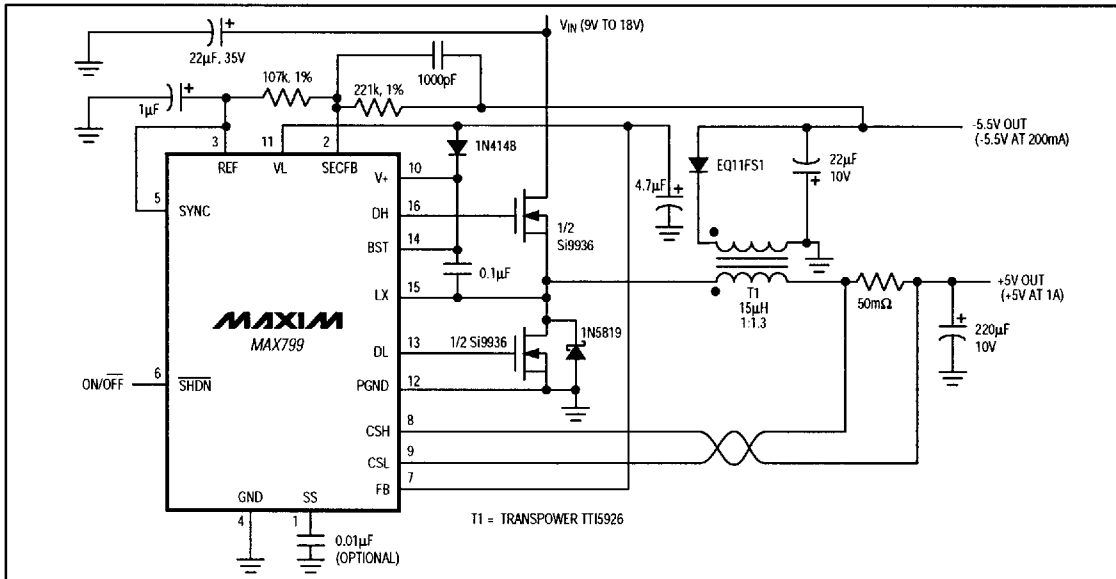 VIN (9V TO 18V)
22µF, 35V
1µF
107k, 1%
1000pF
221k, 1%
3
REF
11
VL
2
SECFB
1N4148
4.7µF
EQ11FS1
22µF
10V
-5.5V OUT
(-5.5V AT 200mA)
5
SYNC
10
V+
16
DH
1/2
Si9936
14
BST
0.1µF
15
LX
T1
15µH
1:1.3
50mΩ
+5V OUT
(+5V AT 1A)
220µF
10V
MAXIM
MAX799
1/2 Si9936
1N5819
13
DL
ON/OFF
6
SHDN
12
PGND
8
CSH
9
CSL
7
FB
GND
4
SS
1
0.01µF
(OPTIONAL)
T1 = TRANSPOWER TTI5926